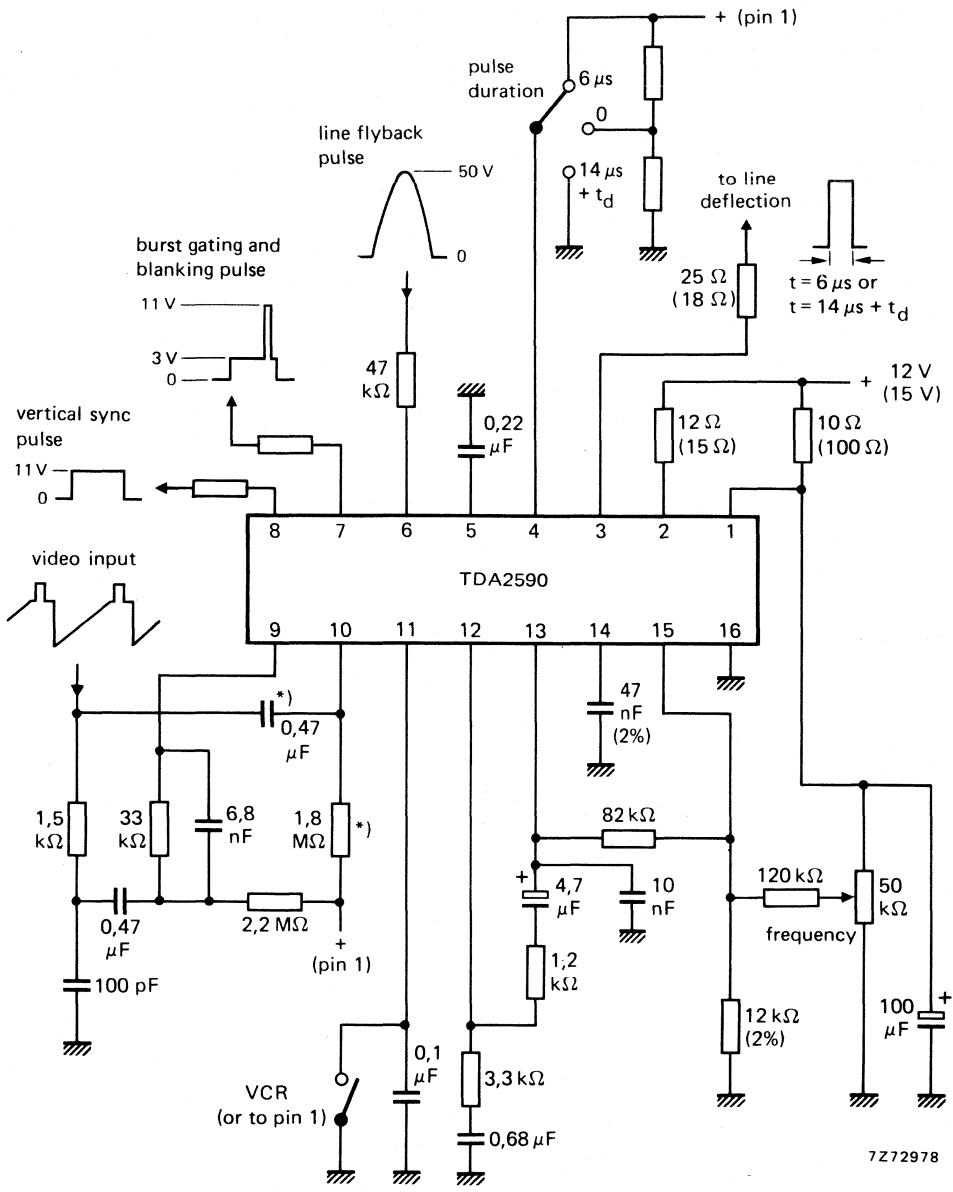 + (pin 1)
pulse
duration
6 µs
0
14 µs
+ td
line flyback
pulse
50 V
0
to line
deflection
25 Ω
(18 Ω)
t = 6 µs or
t = 14 µs + td
burst gating and
blanking pulse
11 V
3 V
0
47
kΩ
0,22
µF
+ 12 V
(15 V)
12 Ω
(15 Ω)
10 Ω
(100 Ω)
vertical sync
pulse
11 V
0
8 7 6 5 4 3 2 1
TDA2590
video input
9 10 11 12 13 14 15 16
*)
0,47
µF
47
nF
(2%)
1,5
kΩ
33
kΩ
6,8
nF
1,8
MΩ
*)
82 kΩ
120 kΩ
50
kΩ
frequency
+
4,7
µF
10
nF
0,47
µF
2,2 MΩ
+
(pin 1)
1,2
kΩ
100 pF
12 kΩ
(2%)
100
µF
+
0,1
µF
3,3 kΩ
VCR
(or to pin 1)
0,68 µF
7Z72978